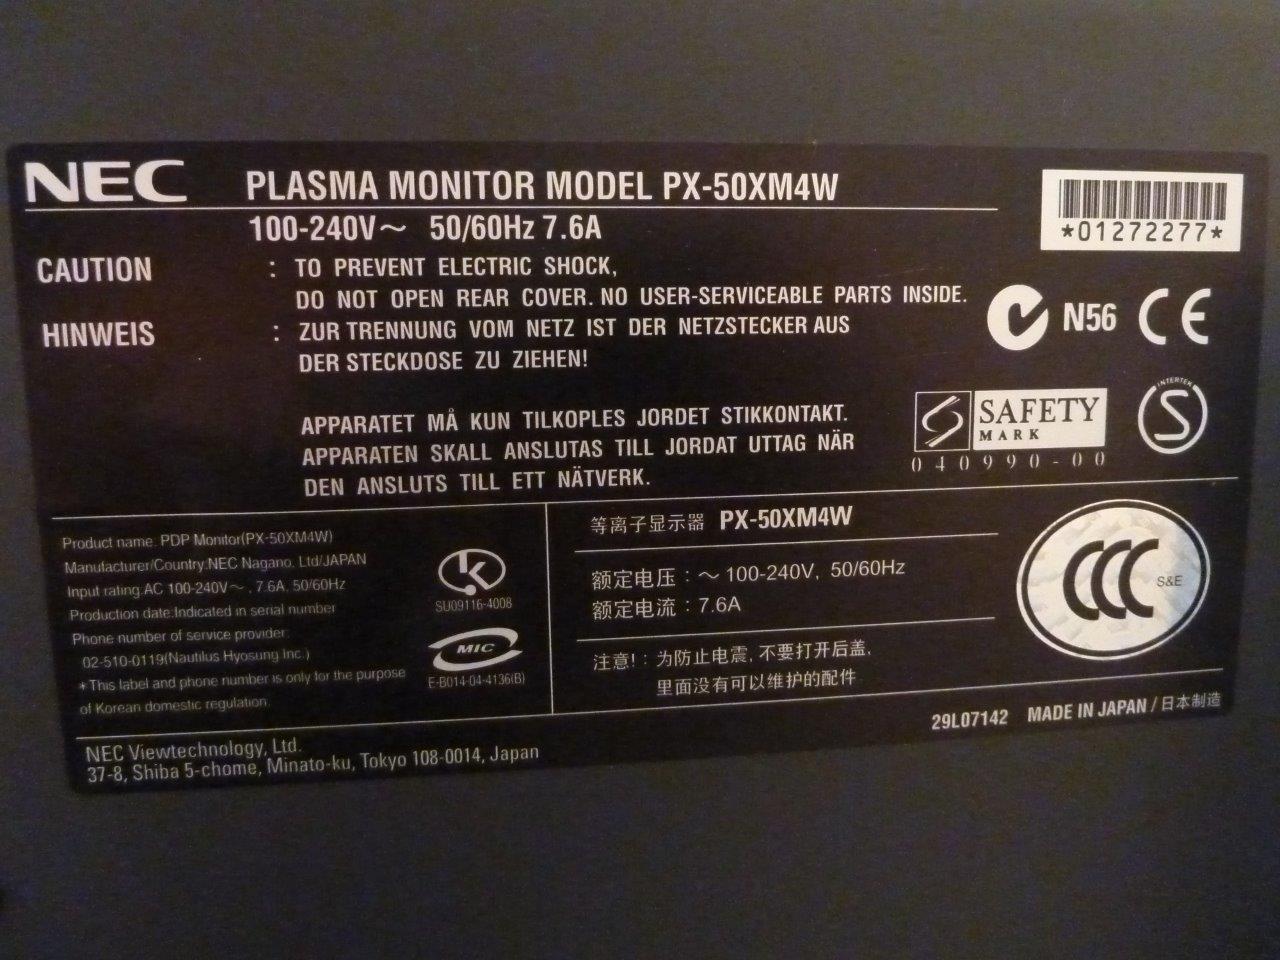 NEC PLASMA MONITOR MODEL PX-50XM4W
100-240V～ 50/60Hz 7.6A
*01272277*
CAUTION : TO PREVENT ELECTRIC SHOCK,
DO NOT OPEN REAR COVER. NO USER-SERVICEABLE PARTS INSIDE.
HINWEIS : ZUR TRENNUNG VOM NETZ IST DER NETZSTECKER AUS
DER STECKDOSE ZU ZIEHEN!
N56 CE
APPARATET MÅ KUN TILKOPLES JORDET STIKKONTAKT.
APPARATEN SKALL ANSLUTAS TILL JORDAT UTTAG NÄR
DEN ANSLUTS TILL ETT NÄTVERK.
SAFETY
MARK
040990-00
INTERTEK
S
Product name: PDP Monitor(PX-50XM4W)
Manufacturer/Country:NEC Nagano, Ltd/JAPAN
Input rating:AC 100-240V～, 7.6A, 50/60Hz
Production date:Indicated in serial number
Phone number of service provider:
02-510-0119(Nautilus Hyosung Inc.)
*This label and phone number is only for the purpose
of Korean domestic regulation.
K
SU09116-4008
MIC
E-B014-04-4136(B)
等离子显示器 PX-50XM4W
额定电压：～ 100-240V, 50/60Hz
额定电流：7.6A
注意!：为防止电震, 不要打开后盖,
里面没有可以维护的配件
CCC S&E
29L07142 MADE IN JAPAN / 日本制造
NEC Viewtechnology, Ltd.
37-8, Shiba 5-chome, Minato-ku, Tokyo 108-0014, Japan